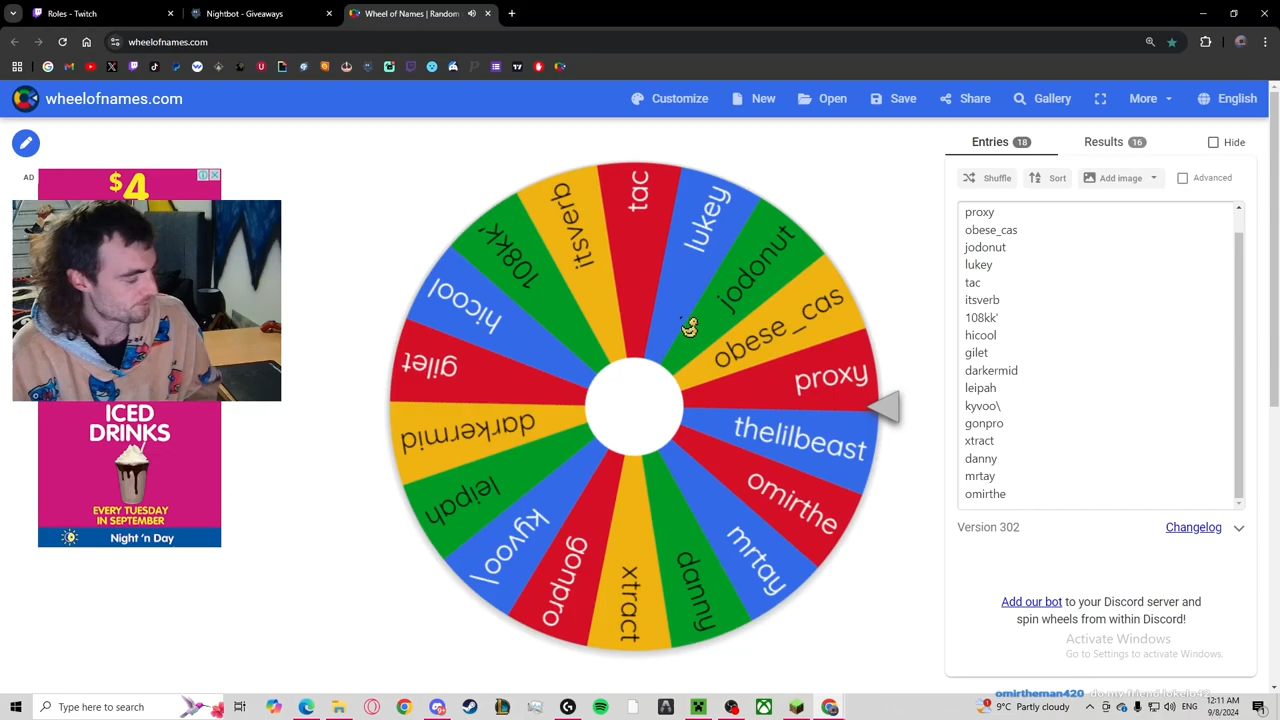 Roles - Twitch
Nightbot - Giveaways
Wheel of Names | Random
wheelofnames.com
wheelofnames.com
Customize
New
Open
Save
Share
Gallery
More
English
AD
$4
ICED
DRINKS
EVERY TUESDAY
IN SEPTEMBER
Night 'n Day
tac
lukey
jodonut
obese_cas
proxy
thelilbeast
omirthe
mrtay
danny
xtract
gonpro
kyvoo\
leipah
darkermid
gilet
hicool
108kk'
itsverb
Entries 18
Results 16
Hide
Shuffle
Sort
Add image
Advanced
proxy
obese_cas
jodonut
lukey
tac
itsverb
108kk'
hicool
gilet
darkermid
leipah
kyvoo\
gonpro
xtract
danny
mrtay
omirthe
Version 302
Changelog
Add our bot to your Discord server and
spin wheels from within Discord!
Activate Windows
Go to Settings to activate Windows.
omirtheman420 do my friend
Type here to search
9°C Partly cloudy
12:11 AM
9/8/2024